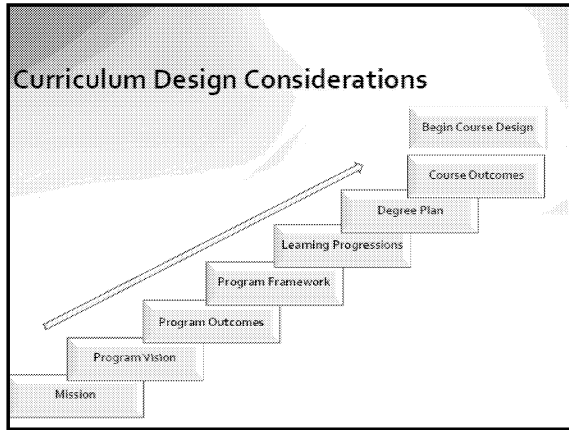 Curriculum Design Considerations
Begin Course Design
Course Outcomes
Degree Plan
Learning Progressions
Program Framework
Program Outcomes
Program Vision
Mission